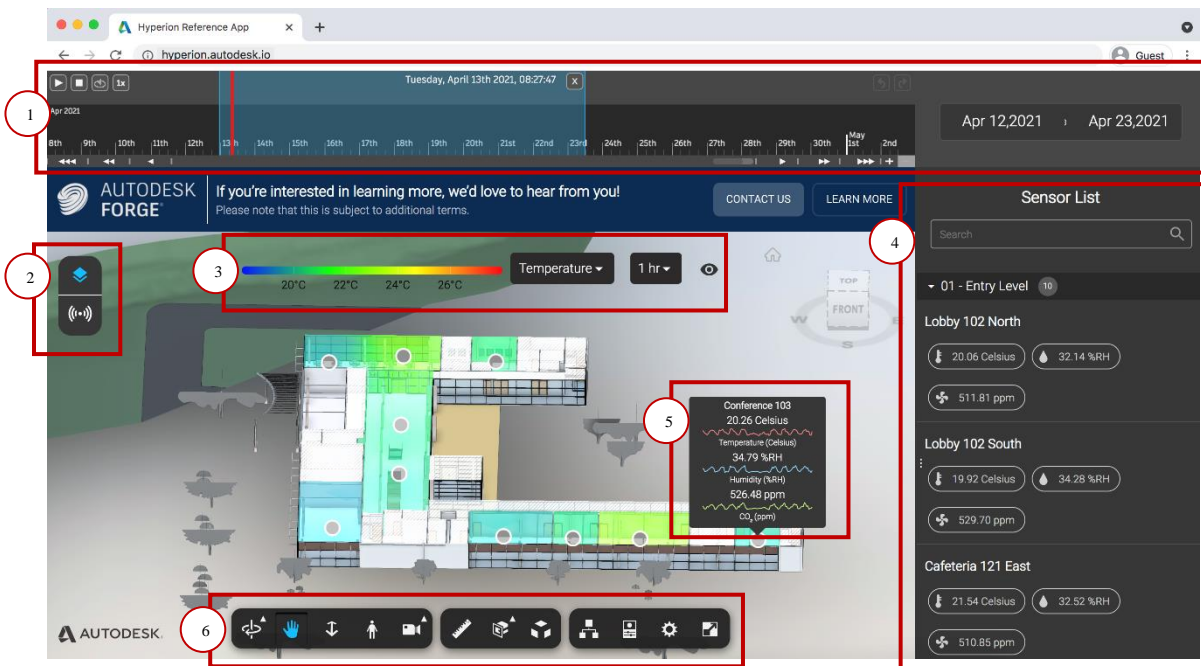 Hyperion Reference App
hyperion.autodesk.io
Guest
1x
Tuesday, April 13th 2021, 08:27:47
X
1
Apr 2021
8th 9th 10th 11th 12th 13th 14th 15th 16th 17th 18th 19th 20th 21st 22nd 23rd 24th 25th 26th 27th 28th 29th 30th May 1st 2nd
Apr 12,2021
Apr 23,2021
AUTODESK
FORGE
If you're interested in learning more, we'd love to hear from you!
Please note that this is subject to additional terms.
CONTACT US
LEARN MORE
2
3
20°C 22°C 24°C 26°C
Temperature
1 hr
TOP
FRONT
W
E
S
4
Sensor List
Search
01 - Entry Level 10
Lobby 102 North
20.06 Celsius 32.14 %RH
511.81 ppm
Lobby 102 South
19.92 Celsius 34.28 %RH
529.70 ppm
Cafeteria 121 East
21.54 Celsius 32.52 %RH
510.85 ppm
5
Conference 103
20.26 Celsius
Temperature (Celsius)
34.79 %RH
Humidity (%RH)
526.48 ppm
CO₂ (ppm)
AUTODESK.
6